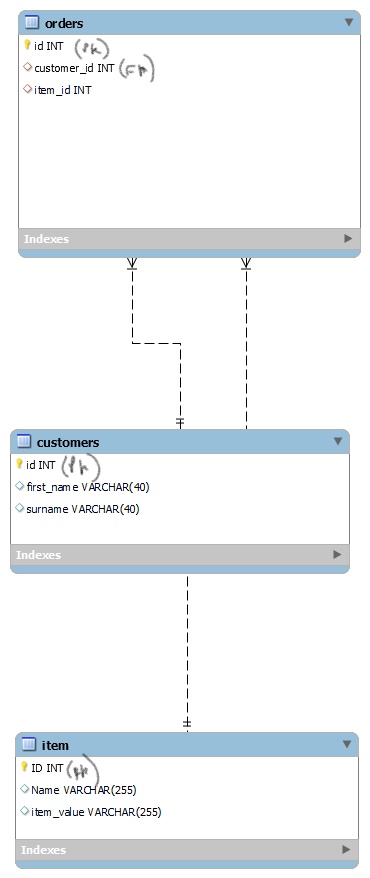 orders
id INT (Pk)
customer_id INT (Fk)
item_id INT
Indexes
customers
id INT (Pk)
first_name VARCHAR(40)
surname VARCHAR(40)
Indexes
item
ID INT (Pk)
Name VARCHAR(255)
item_value VARCHAR(255)
Indexes